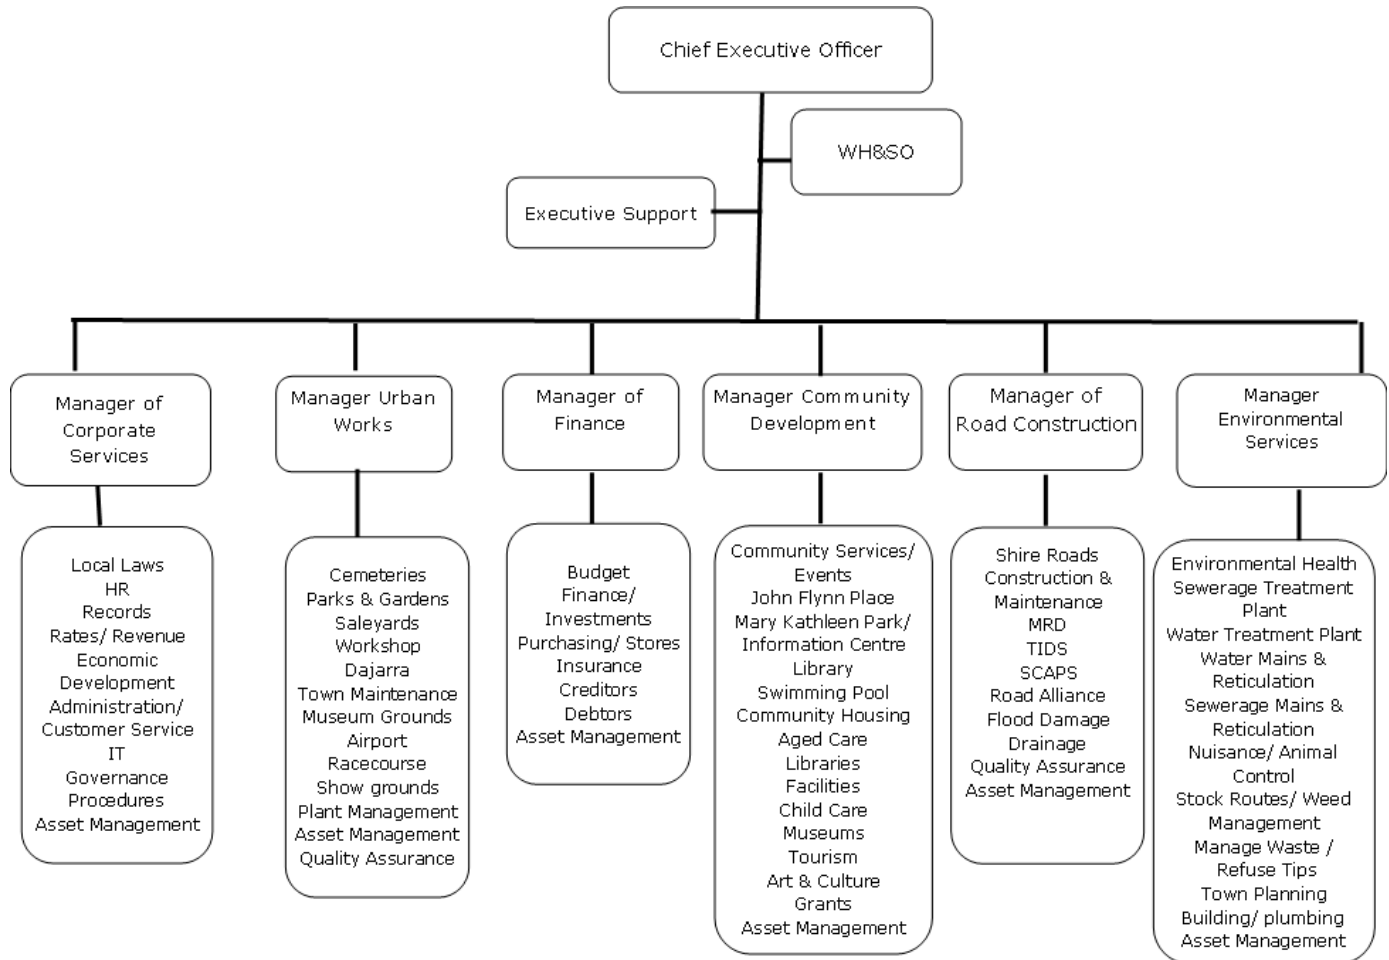 Chief Executive Officer
WH&SO
Executive Support
Manager of
Corporate
Services
Manager Urban
Works
Manager of
Finance
Manager Community
Development
Manager of
Road Construction
Manager
Environmental
Services
Local Laws
HR
Records
Rates/ Revenue
Economic
Development
Administration/
Customer Service
IT
Governance
Procedures
Asset Management
Cemeteries
Parks & Gardens
Saleyards
Workshop
Dajarra
Town Maintenance
Museum Grounds
Airport
Racecourse
Show grounds
Plant Management
Asset Management
Quality Assurance
Budget
Finance/
Investments
Purchasing/ Stores
Insurance
Creditors
Debtors
Asset Management
Community Services/
Events
John Flynn Place
Mary Kathleen Park/
Information Centre
Library
Swimming Pool
Community Housing
Aged Care
Libraries
Facilities
Child Care
Museums
Tourism
Art & Culture
Grants
Asset Management
Shire Roads
Construction &
Maintenance
MRD
TIDS
SCAPS
Road Alliance
Flood Damage
Drainage
Quality Assurance
Asset Management
Environmental Health
Sewerage Treatment
Plant
Water Treatment Plant
Water Mains &
Reticulation
Sewerage Mains &
Reticulation
Nuisance/ Animal
Control
Stock Routes/ Weed
Management
Manage Waste /
Refuse Tips
Town Planning
Building/ plumbing
Asset Management